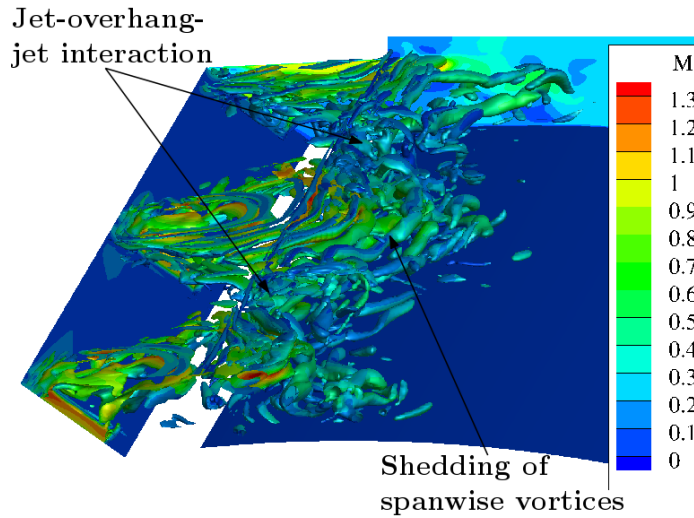 Jet-overhang-
jet interaction
M
1.3
1.2
1.1
1
0.9
0.8
0.7
0.6
0.5
0.4
0.3
0.2
0.1
0
Shedding of
spanwise vortices